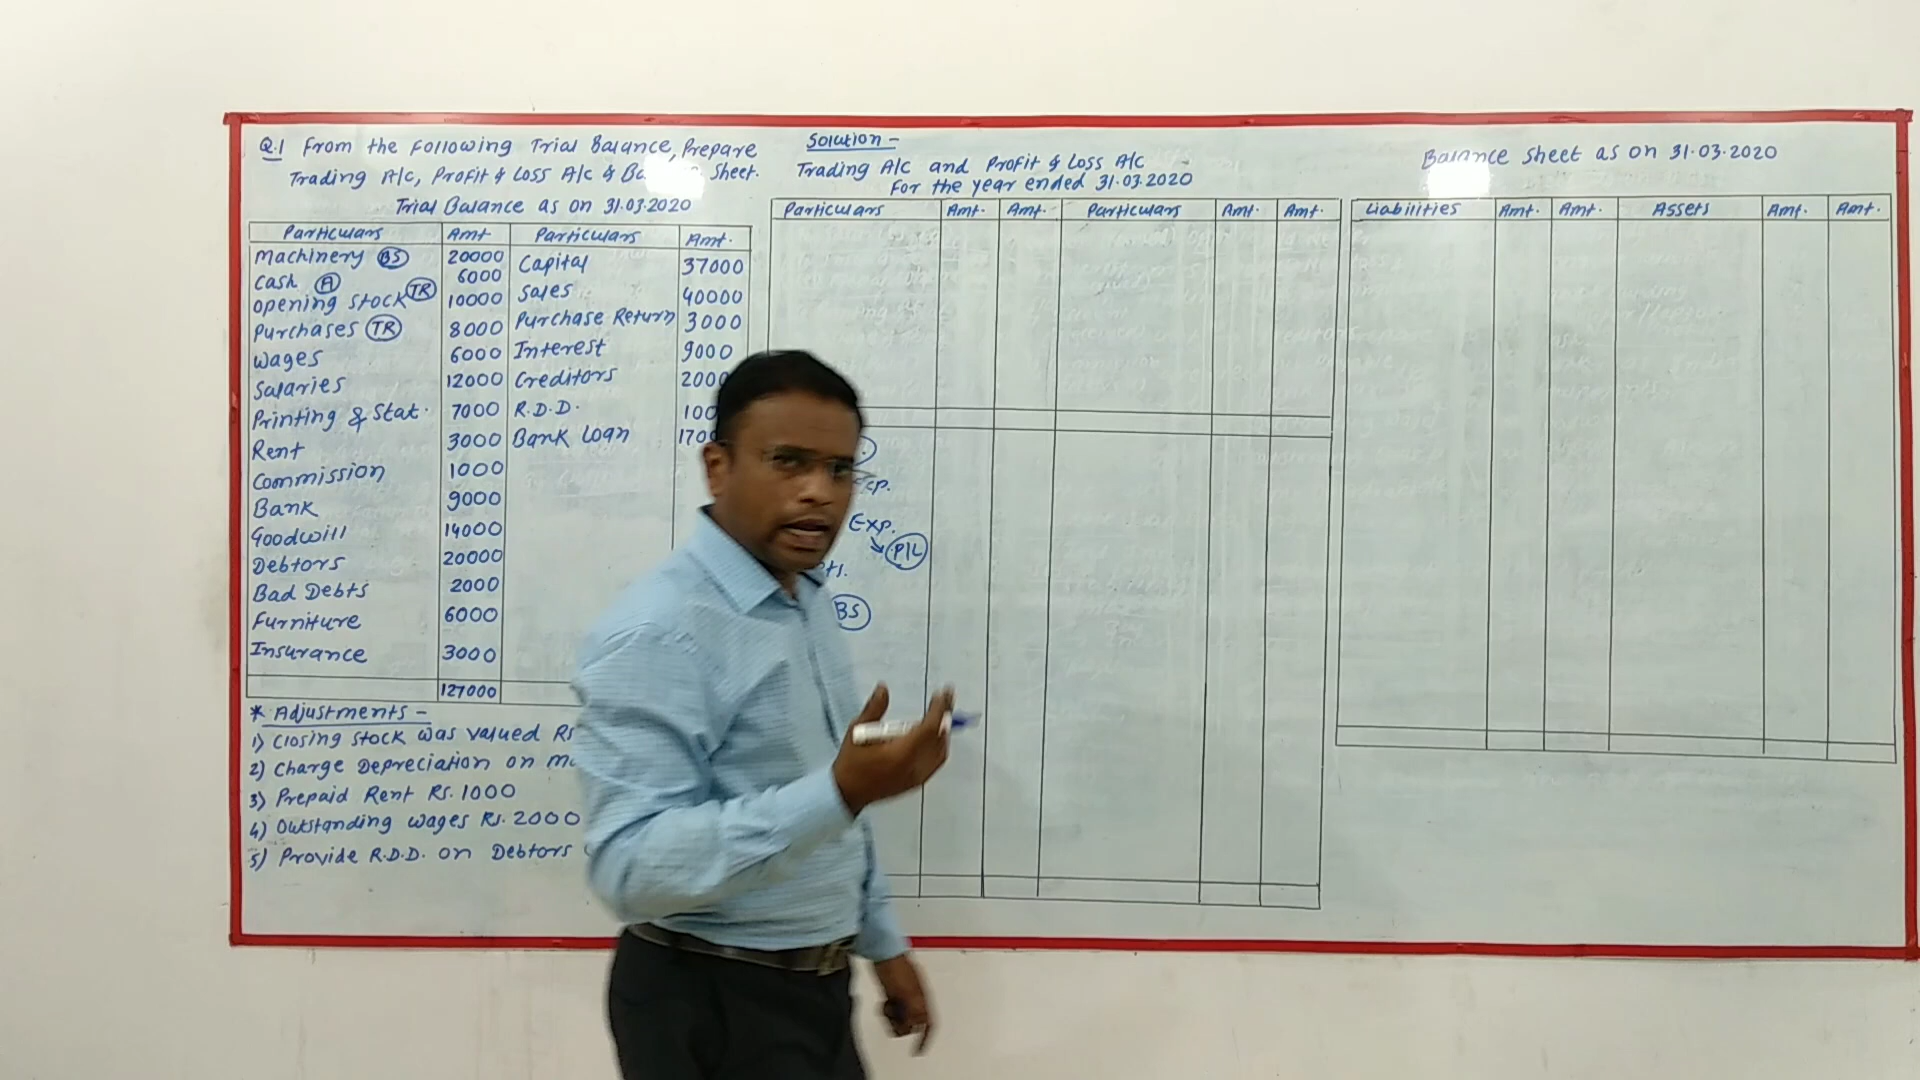 Q.1 From the Following Trial Balance, Prepare
Trading A/c, Profit & Loss A/c & Sheet.
Trial Balance as on 31.03.2020
Particulars Amt Particulars Amt.
Machinery BS 20000 Capital 37000
Cash A 6000 Sales 40000
Opening Stock TR 10000 Purchase Return 3000
Purchases TR 8000 Interest 9000
Wages 6000 Creditors
Salaries 12000 R.D.D.
Printing & Stat. 7000 Bank Loan
Rent 3000
Commission 1000
Bank 9000
Goodwill 14000
Debtors 20000
Bad Debts 2000
Furniture 6000
Insurance 3000
127000
* Adjustments -
1) Closing Stock was valued Rs
2) Charge Depreciation on
3) Prepaid Rent Rs. 1000
4) Outstanding wages Rs. 2000
5) Provide R.D.D. on Debtors
Exp.
P/L
BS
Solution -
Trading A/c and Profit & Loss A/c
For the year ended 31.03.2020
Particulars Amt. Amt. Particulars Amt. Amt.
Balance Sheet as on 31.03.2020
Liabilities Amt. Amt. Assets Amt. Amt.